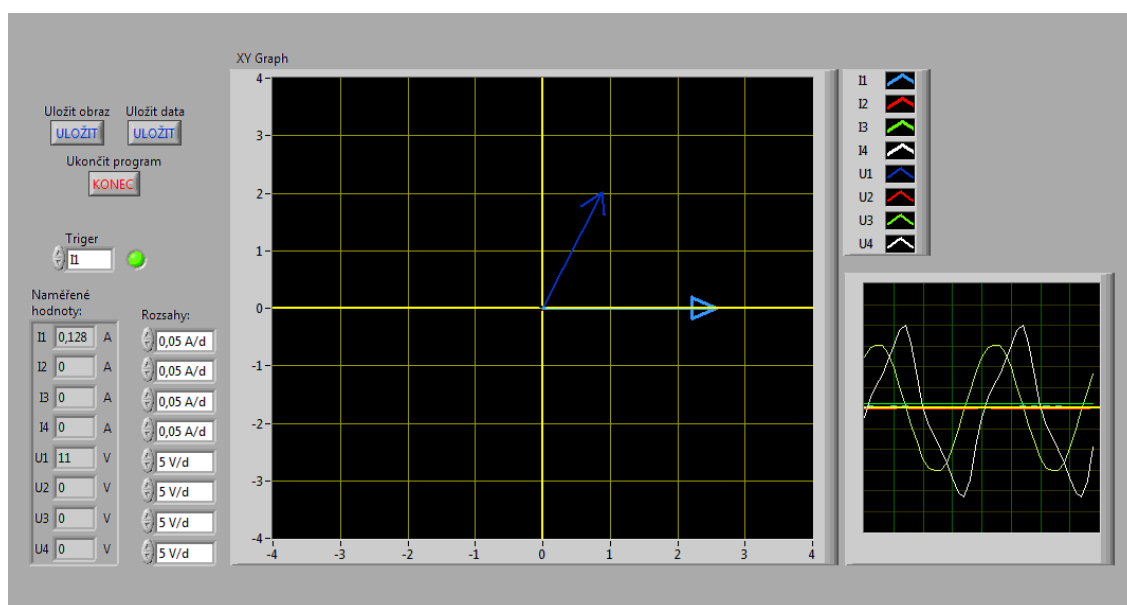 XY Graph
Uložit obraz Uložit data
ULOŽIT ULOŽIT
Ukončit program
KONEC
Triger
I1
Naměřené
hodnoty:
Rozsahy:
I1 0,128 A 0,05 A/d
I2 0 A 0,05 A/d
I3 0 A 0,05 A/d
I4 0 A 0,05 A/d
U1 11 V 5 V/d
U2 0 V 5 V/d
U3 0 V 5 V/d
U4 0 V 5 V/d
4
3
2
1
0
-1
-2
-3
-4
-4 -3 -2 -1 0 1 2 3 4
I1
I2
I3
I4
U1
U2
U3
U4